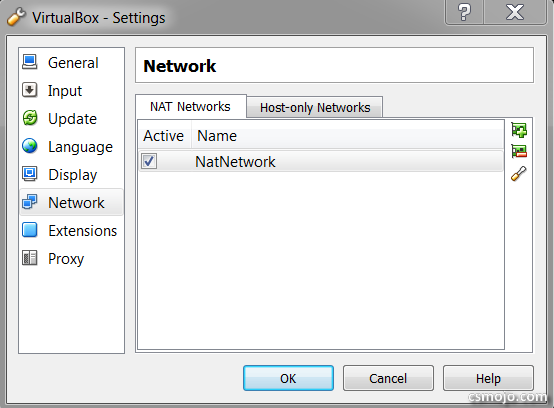 VirtualBox - Settings
?
General
Input
Update
Language
Display
Network
Extensions
Proxy
Network
NAT Networks
Host-only Networks
Active Name
NatNetwork
OK
Cancel
Help
csmojo.com